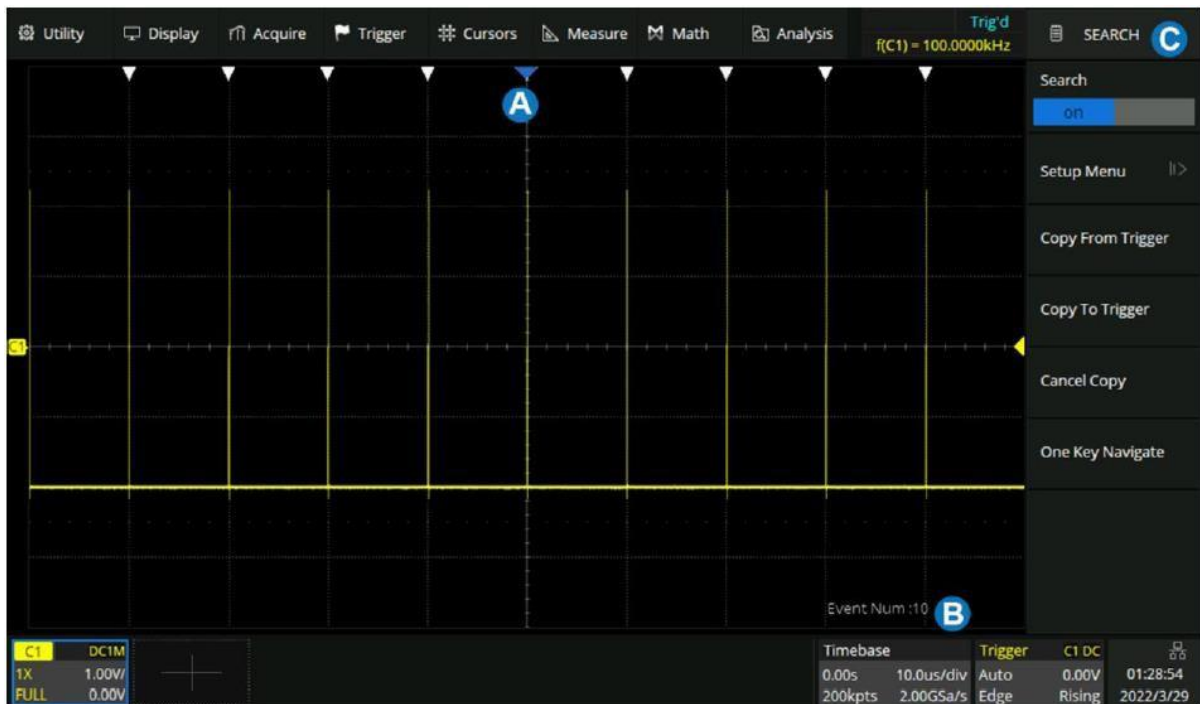 Utility Display Acquire Trigger Cursors Measure Math Analysis
Trig'd
f(C1) = 100.0000kHz
SEARCH C
Search
on
A
Setup Menu
Copy From Trigger
Copy To Trigger
C1
Cancel Copy
One Key Navigate
Event Num :10 B
C1 DC1M
1X 1.00V/
FULL 0.00V
Timebase
0.00s 10.0us/div
200kpts 2.00GSa/s
Trigger C1 DC
Auto 0.00V
Edge Rising
01:28:54
2022/3/29